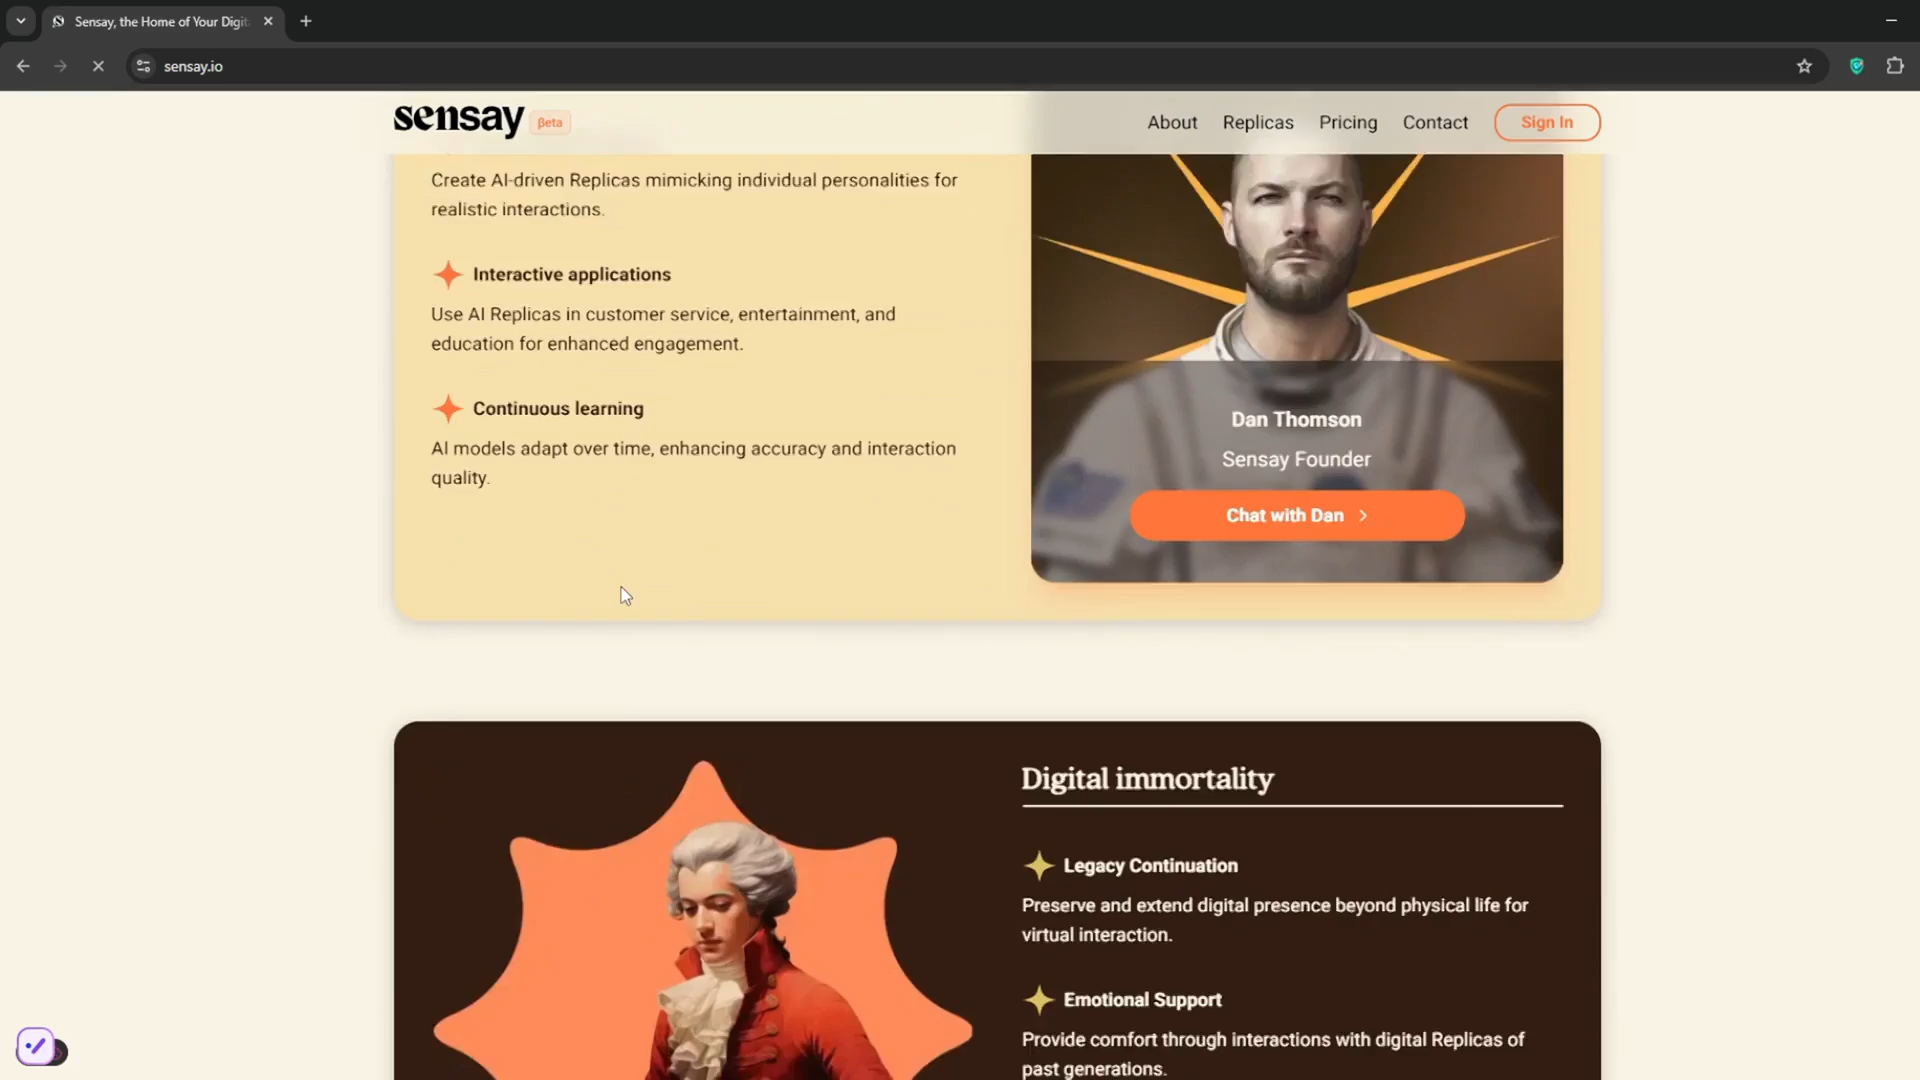 Sensay, the Home of Your Digit
sensay.io
sensay βeta
About Replicas Pricing Contact Sign In
Create AI-driven Replicas mimicking individual personalities for
realistic interactions.
Interactive applications
Use AI Replicas in customer service, entertainment, and
education for enhanced engagement.
Continuous learning
AI models adapt over time, enhancing accuracy and interaction
quality.
Dan Thomson
Sensay Founder
Chat with Dan
Digital immortality
Legacy Continuation
Preserve and extend digital presence beyond physical life for
virtual interaction.
Emotional Support
Provide comfort through interactions with digital Replicas of
past generations.